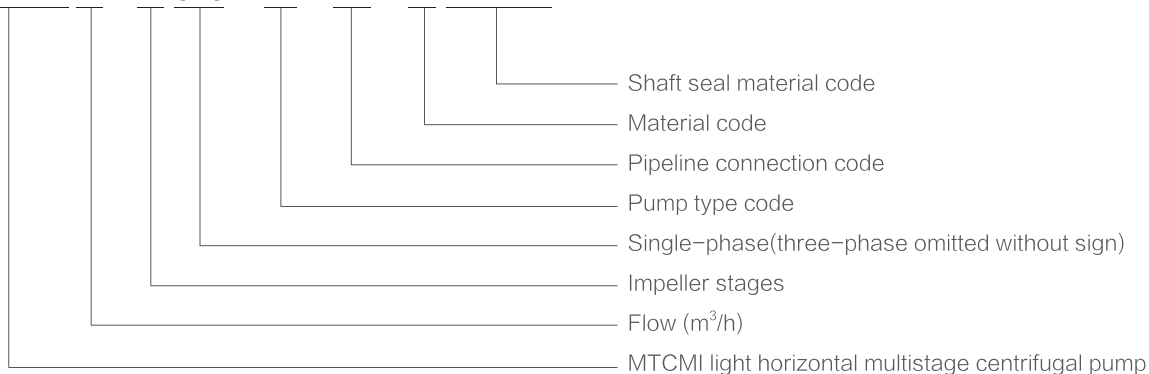 Shaft seal material code
Material code
Pipeline connection code
Pump type code
Single-phase(three-phase omitted without sign)
Impeller stages
Flow (m³/h)
MTCMI light horizontal multistage centrifugal pump